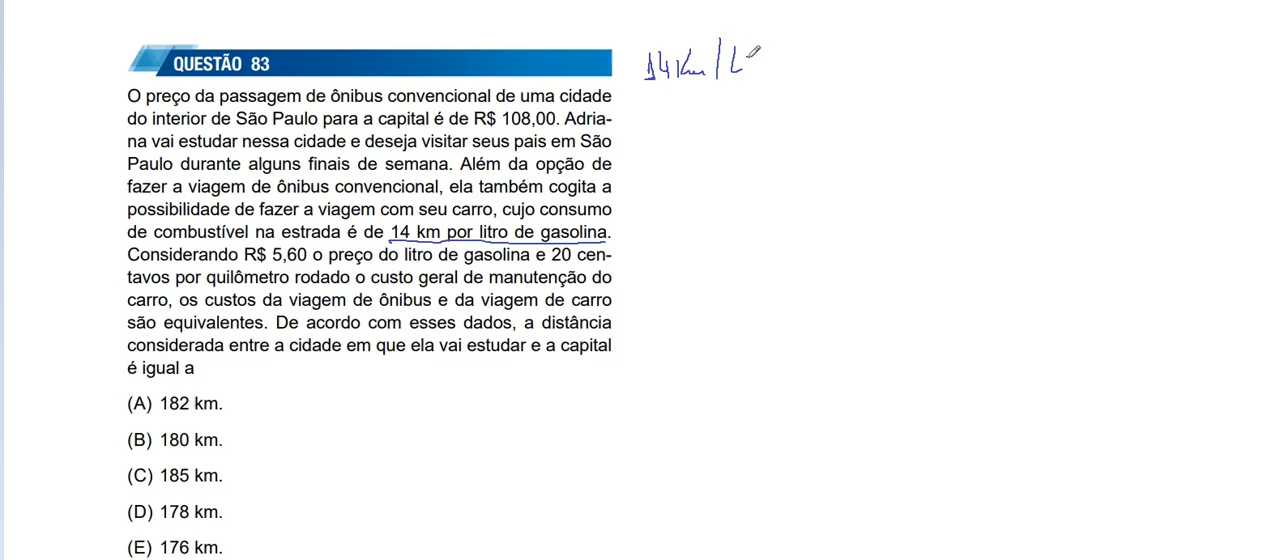 QUESTÃO 83
14 Km/L
O preço da passagem de ônibus convencional de uma cidade
do interior de São Paulo para a capital é de R$ 108,00. Adria-
na vai estudar nessa cidade e deseja visitar seus pais em São
Paulo durante alguns finais de semana. Além da opção de
fazer a viagem de ônibus convencional, ela também cogita a
possibilidade de fazer a viagem com seu carro, cujo consumo
de combustível na estrada é de 14 km por litro de gasolina.
Considerando R$ 5,60 o preço do litro de gasolina e 20 cen-
tavos por quilômetro rodado o custo geral de manutenção do
carro, os custos da viagem de ônibus e da viagem de carro
são equivalentes. De acordo com esses dados, a distância
considerada entre a cidade em que ela vai estudar e a capital
é igual a
(A) 182 km.
(B) 180 km.
(C) 185 km.
(D) 178 km.
(E) 176 km.